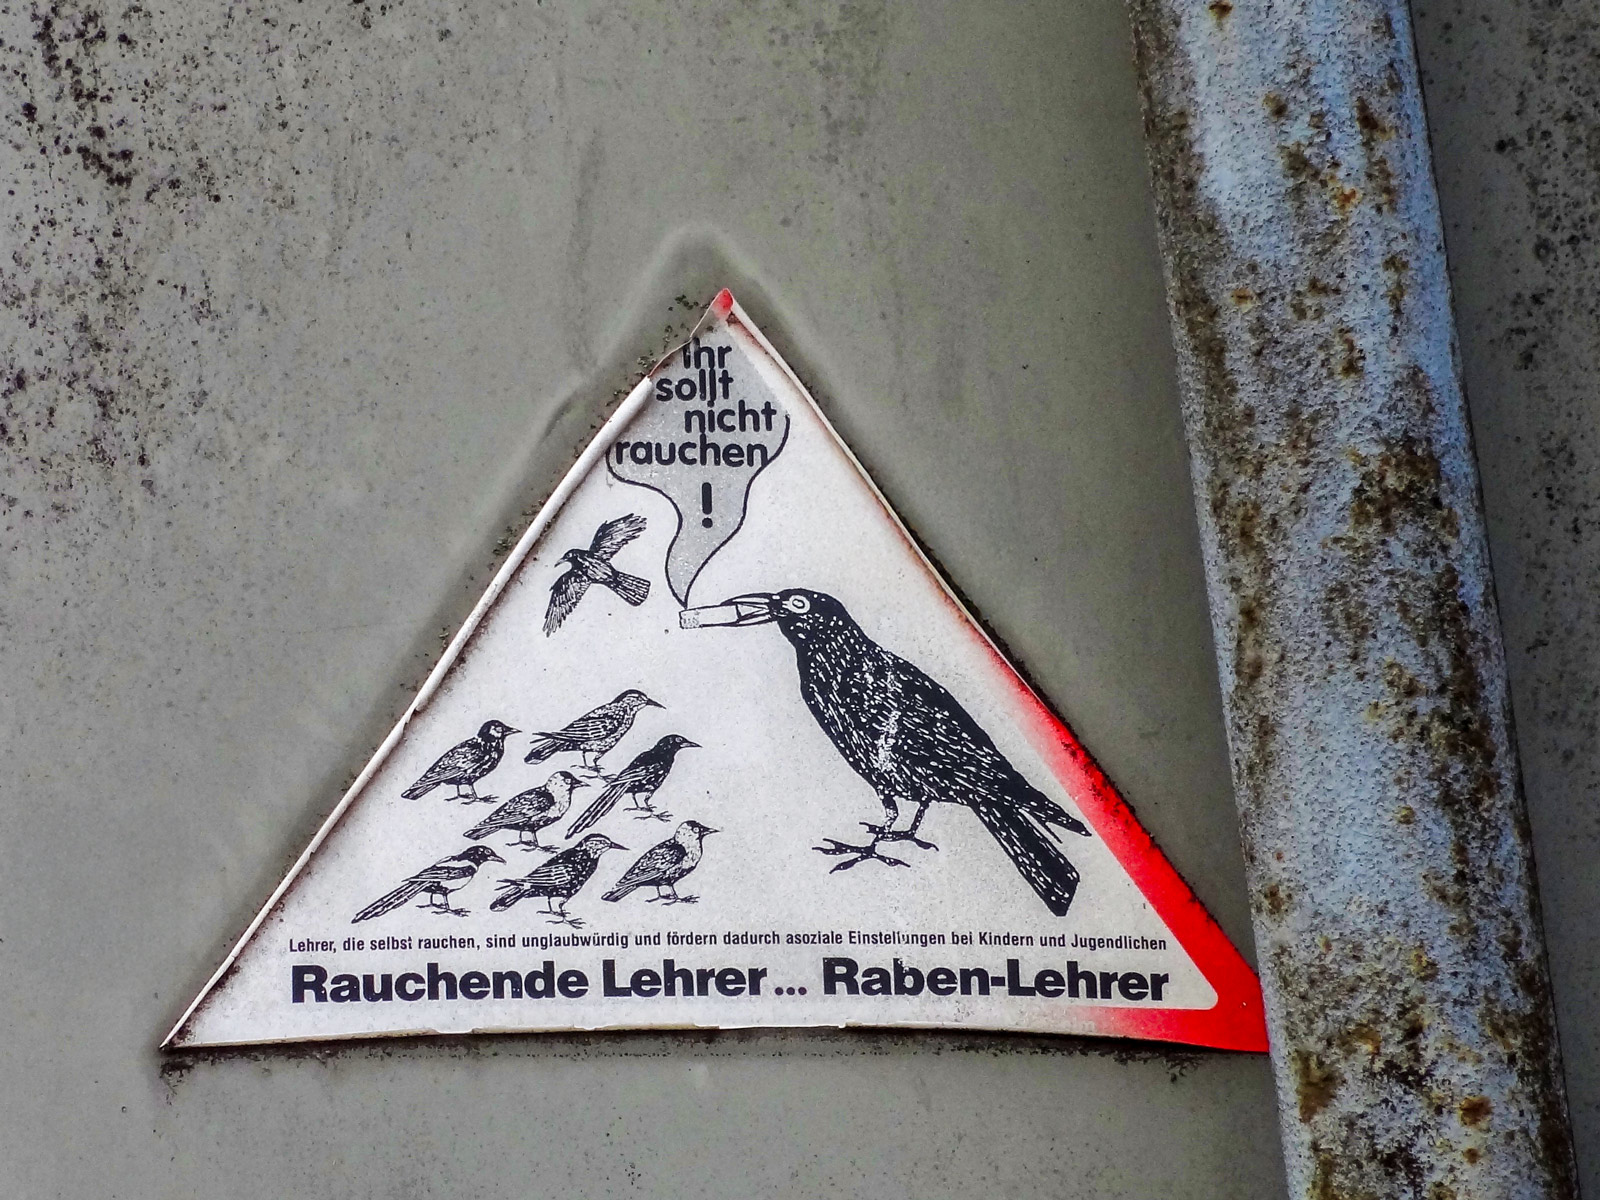 Ihr
sollt
nicht
rauchen
!
Lehrer, die selbst rauchen, sind unglaubwürdig und fördern dadurch asoziale Einstellungen bei Kindern und Jugendlichen
Rauchende Lehrer... Raben-Lehrer